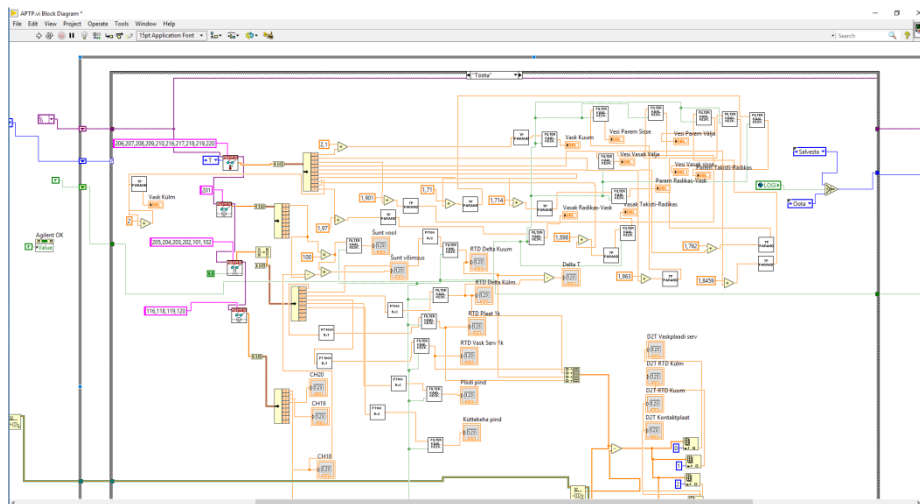 APTP.vi Block Diagram *
File Edit View Project Operate Tools Window Help
15pt Application Font
Search
"Toota"
206,207,208,209,210,216,217,218,219,220
T
2,1
Vask Kuum
Vesi Parem Sisse
Vesi Parem Välja
Vesi Vasak Välja
Vesi Vasak sisse
Parem Takisti-Radikas
Parem Radikas-Vask
Vasak Takisti-Radikas
Vasak Radikas-Vask
Salvesta
LOGI
Oota
Vask Külm
2
201
1,901
1,71
1,714
1,97
1,898
1,762
1,963
1,8459
Agilent OK
Value
205,204,203,202,101,102
100
Sunt vool
Sunt võimsus
RTD Delta Kuum
Delta T
RTD Delta Külm
116,118,119,120
RTD Plaat 1k
RTD Vask Serv 1k
D2T Vaskplaadi serv
D2T RTD Külm
D2T RTD Kuum
D2T Kontaktplaat
CH20
CH19
CH18
Pliidi pind
Küttekeha pind